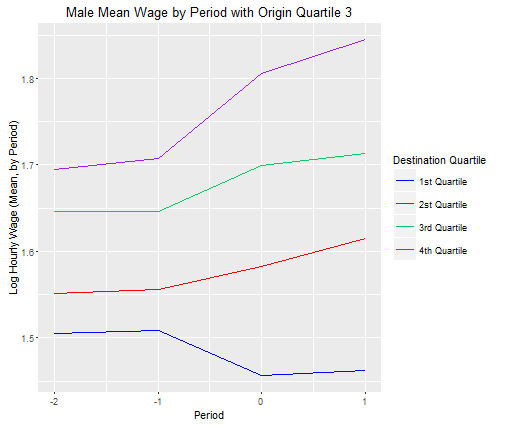 Male Mean Wage by Period with Origin Quartile 3
Log Hourly Wage (Mean, by Period)
1.8
1.7
1.6
1.5
-2
-1
0
1
Period
Destination Quartile
1st Quartile
2st Quartile
3rd Quartile
4th Quartile